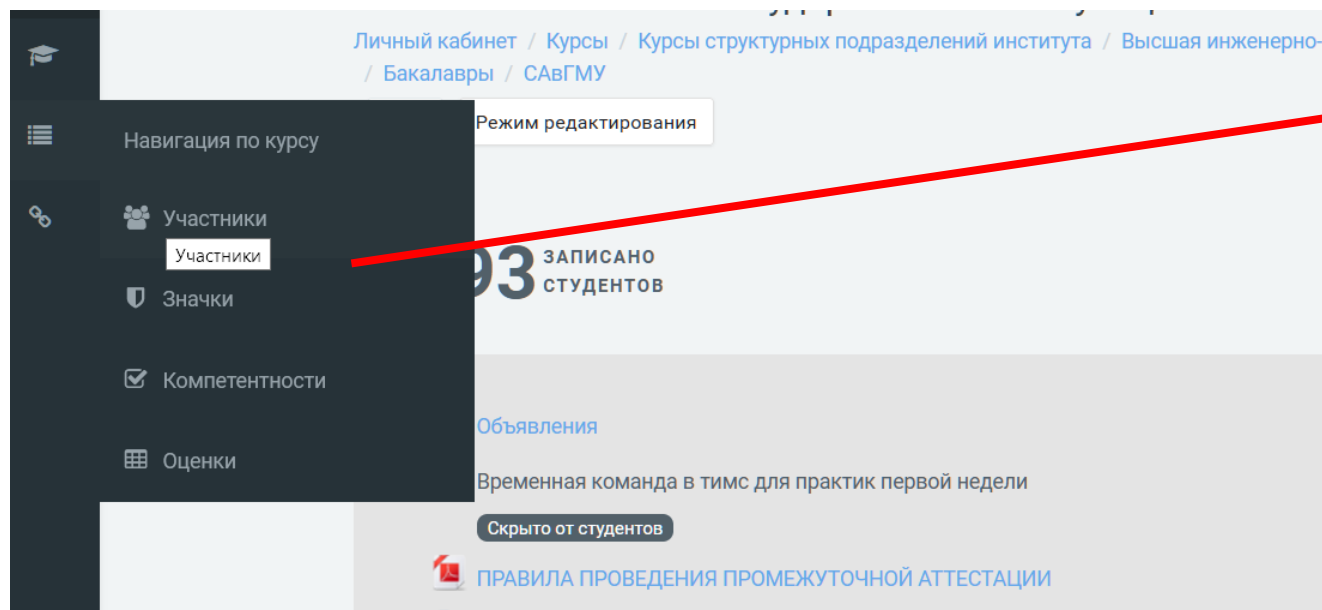 Личный кабинет / Курсы / Курсы структурных подразделений института / Высшая инженерно-
/ Бакалавры / САвГМУ
Режим редактирования
Навигация по курсу
Участники
Участники
93 ЗАПИСАНО
СТУДЕНТОВ
Значки
Компетентности
Оценки
Объявления
Временная команда в тимс для практик первой недели
Скрыто от студентов
ПРАВИЛА ПРОВЕДЕНИЯ ПРОМЕЖУТОЧНОЙ АТТЕСТАЦИИ